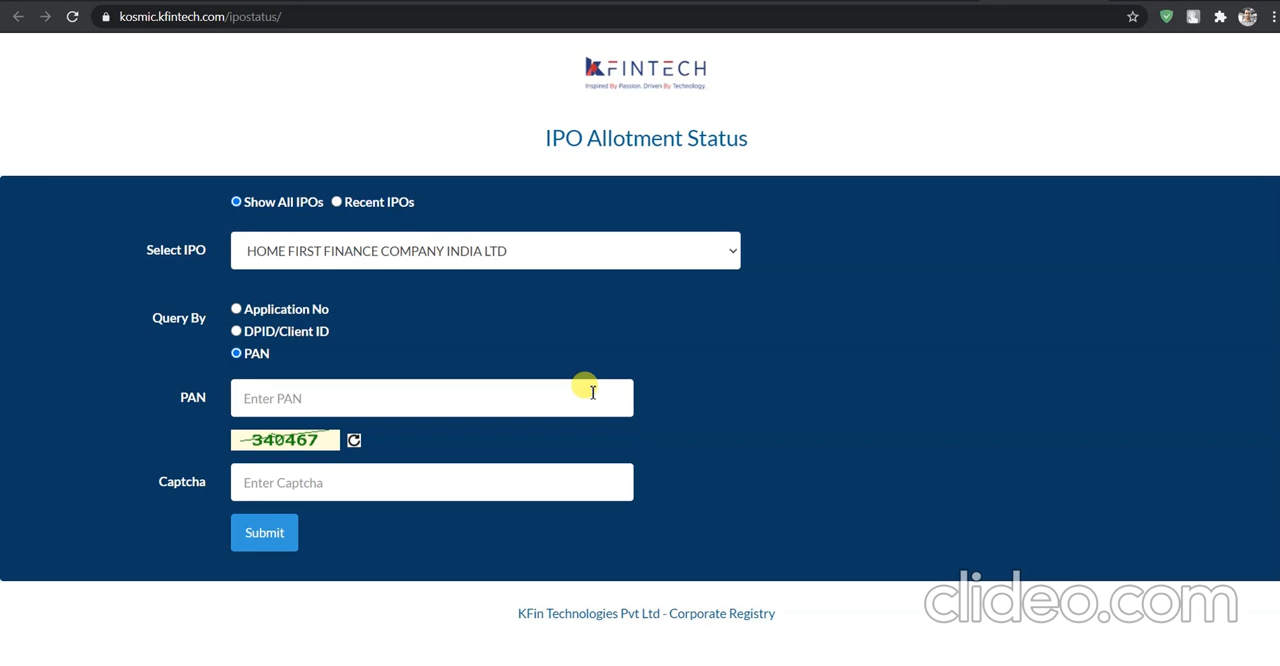 kosmic.kfintech.com/ipostatus/
KFINTECH
Inspired By Passion. Driven By Technology.
IPO Allotment Status
Show All IPOs Recent IPOs
Select IPO HOME FIRST FINANCE COMPANY INDIA LTD
Application No
Query By
DPID/Client ID
PAN
PAN Enter PAN
340467
Captcha Enter Captcha
Submit
clideo.com
KFin Technologies Pvt Ltd - Corporate Registry